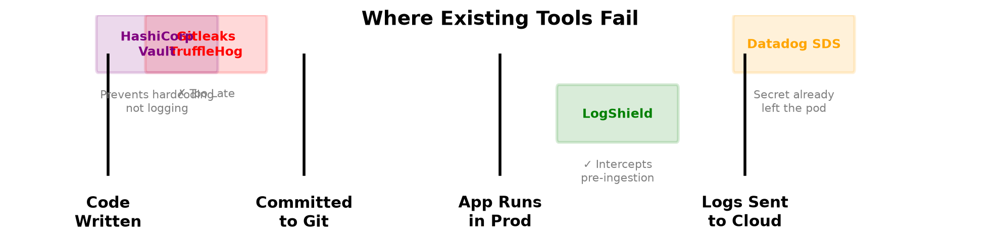 Where Existing Tools Fail
HashiCorp
Vault
Gitleaks
TruffleHog
Datadog SDS
Prevents hardcoding
not logging
✗ Too Late
Secret already
left the pod
LogShield
✓ Intercepts
pre-ingestion
Code
Written
Committed
to Git
App Runs
in Prod
Logs Sent
to Cloud